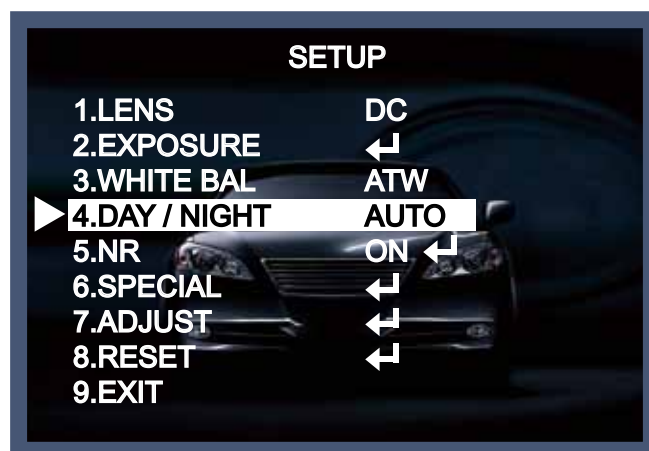 SETUP
1.LENS DC
2.EXPOSURE ↵
3.WHITE BAL ATW
4.DAY / NIGHT AUTO
5.NR ON ↵
6.SPECIAL ↵
7.ADJUST ↵
8.RESET ↵
9.EXIT